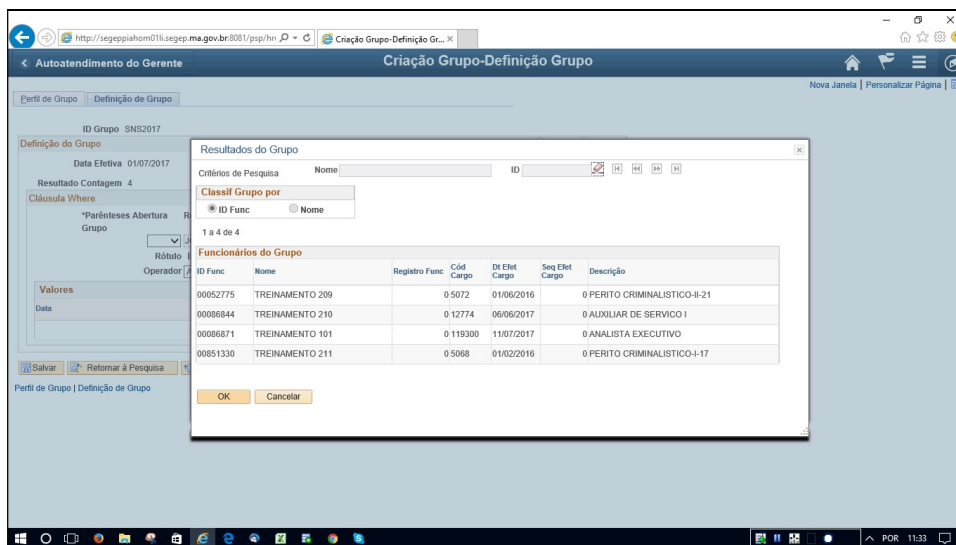 http://segeppiahom01li.segep.ma.gov.br:8081/psp/hn
Criação Grupo-Definição Gr...
Autoatendimento do Gerente
Criação Grupo-Definição Grupo
Nova Janela | Personalizar Página |
Perfil de Grupo
Definição de Grupo
ID Grupo SNS2017
Definição do Grupo
Data Efetiva 01/07/2017
Resultado Contagem 4
Cláusula Where
*Parênteses Abertura
Grupo
Rótulo
Operador
Valores
Data
Salvar
Retornar à Pesquisa
Perfil de Grupo | Definição de Grupo
Resultados do Grupo
Critérios de Pesquisa Nome ID
Classif Grupo por
ID Func Nome
1 a 4 de 4
Funcionários do Grupo
ID Func Nome Registro Func Cód Cargo Dt Efet Cargo Seq Efet Cargo Descrição
00052775 TREINAMENTO 209 0 5072 01/06/2016 0 PERITO CRIMINALISTICO-II-21
00086844 TREINAMENTO 210 0 12774 06/06/2017 0 AUXILIAR DE SERVICO I
00086871 TREINAMENTO 101 0 119300 11/07/2017 0 ANALISTA EXECUTIVO
00851330 TREINAMENTO 211 0 5068 01/02/2016 0 PERITO CRIMINALISTICO-I-17
OK Cancelar
POR 11:33